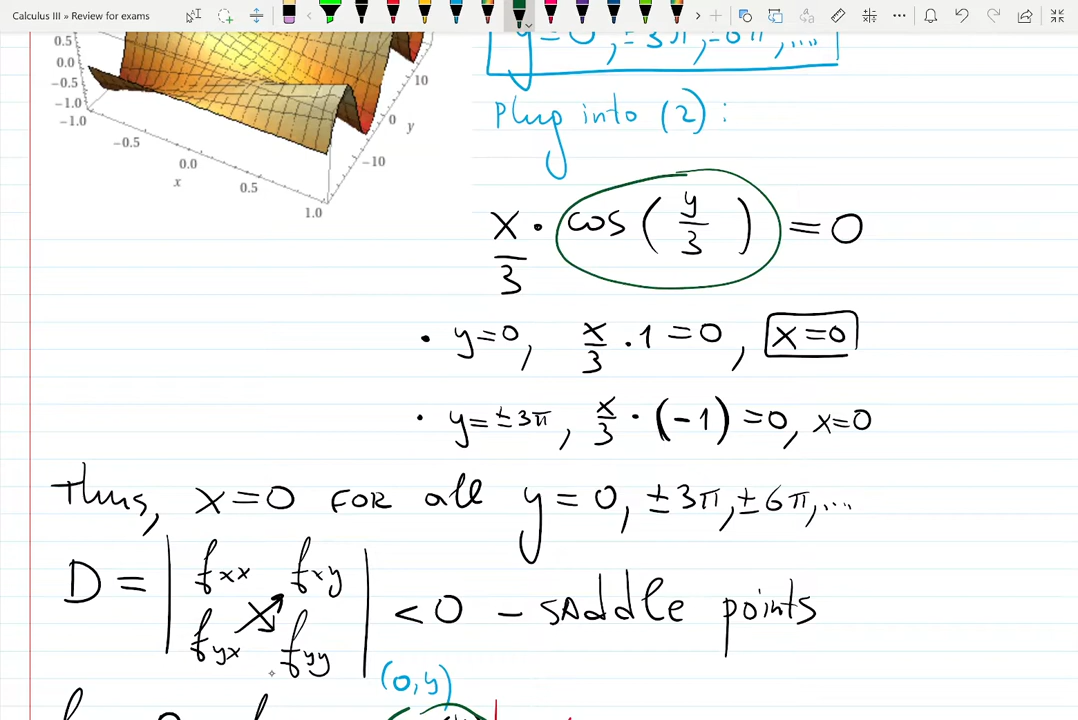 Calculus III » Review for exams
0.5
0.0
-0.5
-1.0
-1.0
-0.5
0.0
0.5
1.0
x
10
0
-10
y
y=0, ±3π, ±6π, ....
Plug into (2):
x/3 · cos(y/3) = 0
• y=0, x/3 · 1 = 0, x=0
• y=±3π, x/3 · (-1) = 0, x=0
Thus, x=0 FOR all y=0, ±3π, ±6π, ...
D = | fxx fxy
fyx fyy | < 0 - saddle points
(0,y)